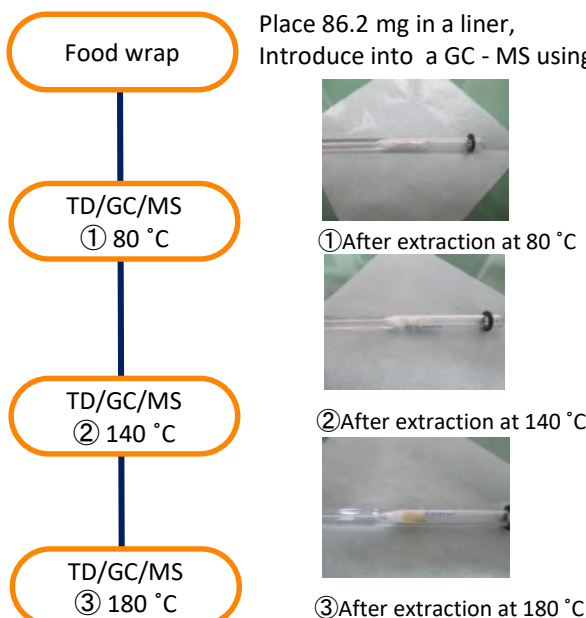 Food wrap
Place 86.2 mg in a liner,
Introduce into a GC - MS using
TD/GC/MS
① 80 ˚C
①After extraction at 80 ˚C
TD/GC/MS
② 140 ˚C
②After extraction at 140 ˚C
TD/GC/MS
③ 180 ˚C
③After extraction at 180 ˚C